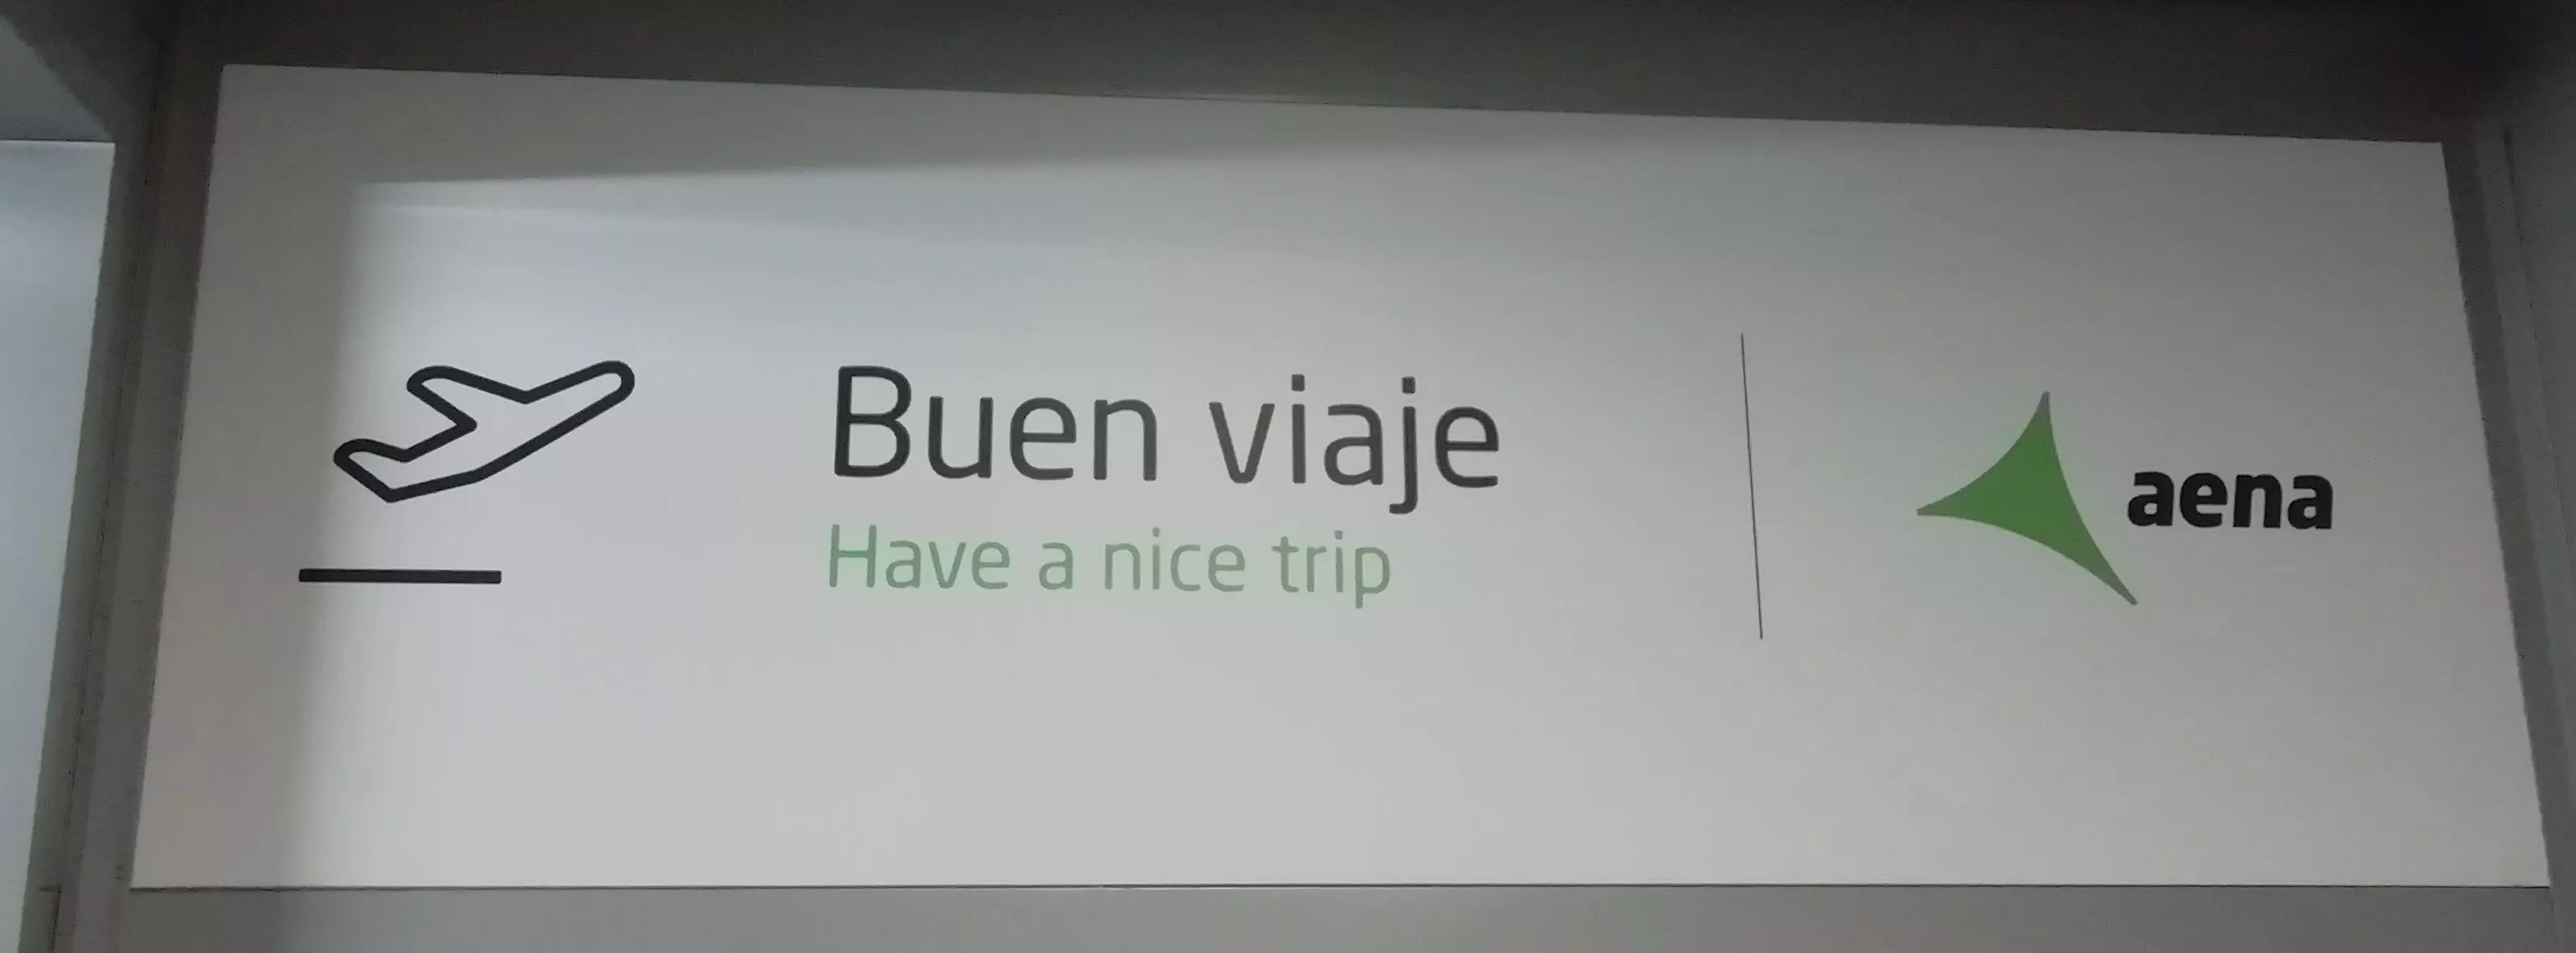 Buen viaje
Have a nice trip
aena